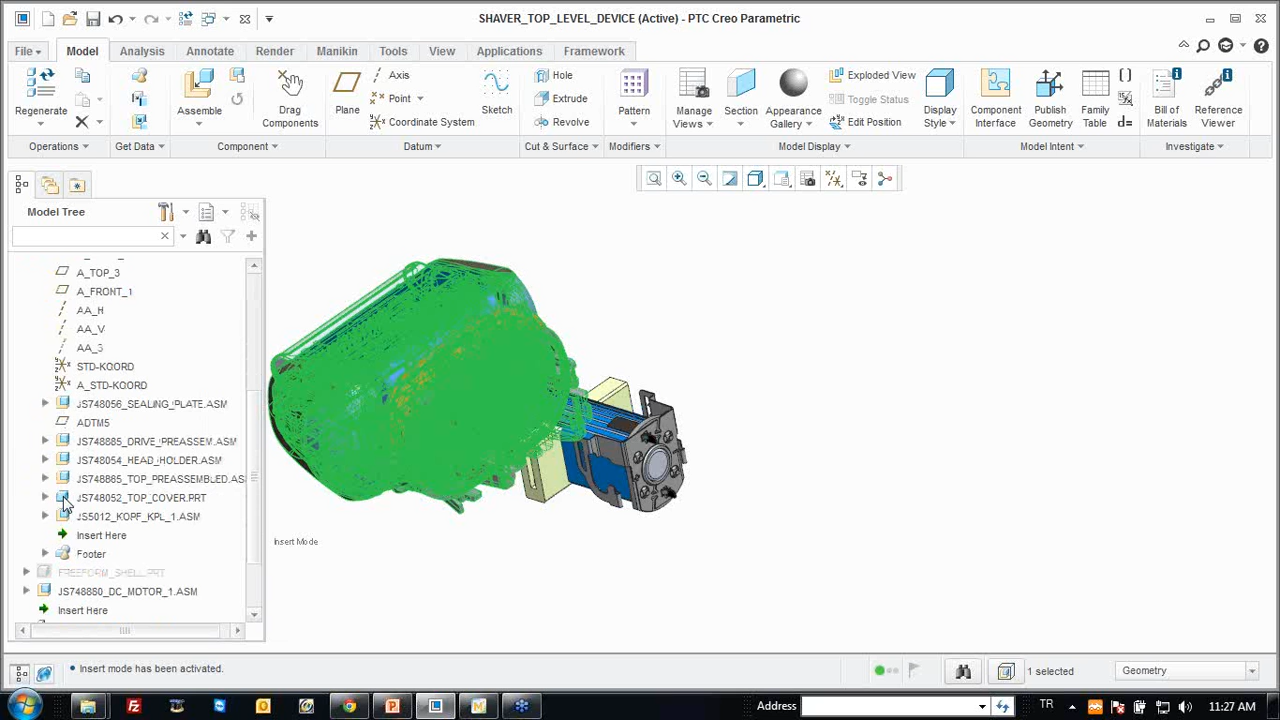 SHAVER_TOP_LEVEL_DEVICE (Active) - PTC Creo Parametric
File Model Analysis Annotate Render Manikin Tools View Applications Framework
Regenerate
Assemble
Drag Components
Plane
Axis
Point
Coordinate System
Sketch
Hole
Extrude
Revolve
Pattern
Manage Views
Section
Appearance Gallery
Exploded View
Toggle Status
Edit Position
Display Style
Component Interface
Publish Geometry
Family Table
Bill of Materials
Reference Viewer
Operations Get Data Component Datum Cut & Surface Modifiers Model Display Model Intent Investigate
Model Tree
A_TOP_3
A_FRONT_1
AA_H
AA_V
AA_3
STD-KOORD
A_STD-KOORD
JS748056_SEALING_PLATE.ASM
ADTM5
JS748885_DRIVE_PREASSEM.ASM
JS748054_HEAD_HOLDER.ASM
JS748885_TOP_PREASSEMBLED.AS
JS748052_TOP_COVER.PRT
JS5012_KOPF_KPL_1.ASM
Insert Here
Footer
FREEFORM_SHELL.PRT
JS748880_DC_MOTOR_1.ASM
Insert Here
Insert Mode
• Insert mode has been activated.
1 selected
Geometry
Address
TR
11:27 AM